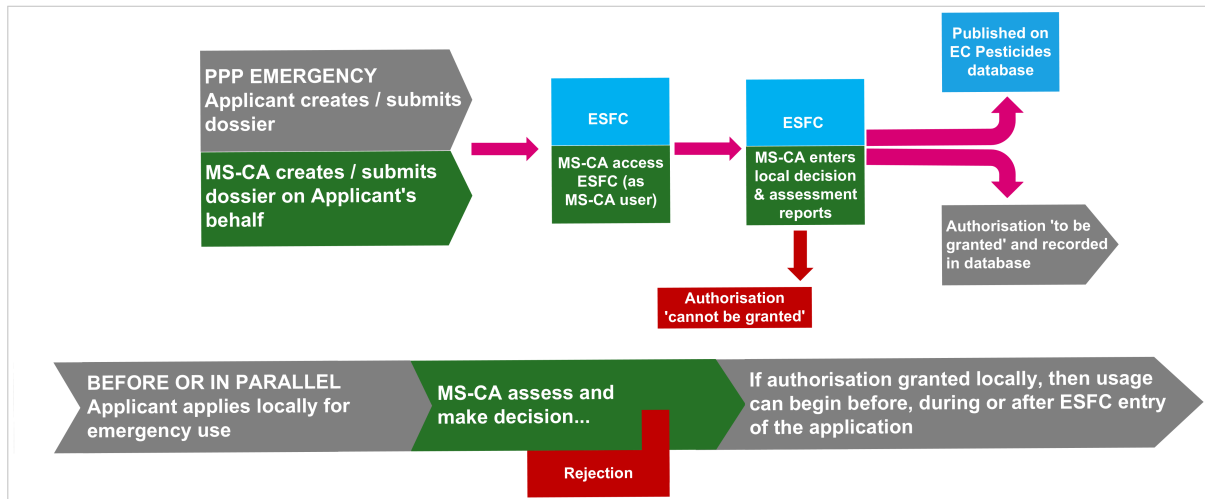 PPP EMERGENCY
Applicant creates / submits
dossier
MS-CA creates / submits
dossier on Applicant's
behalf
ESFC
MS-CA access
ESFC (as
MS-CA user)
ESFC
MS-CA enters
local decision
& assessment
reports
Published on
EC Pesticides
database
Authorisation 'to be
granted' and recorded
in database
Authorisation
'cannot be granted'
BEFORE OR IN PARALLEL
Applicant applies locally for
emergency use
MS-CA assess and
make decision...
Rejection
If authorisation granted locally, then usage
can begin before, during or after ESFC entry
of the application